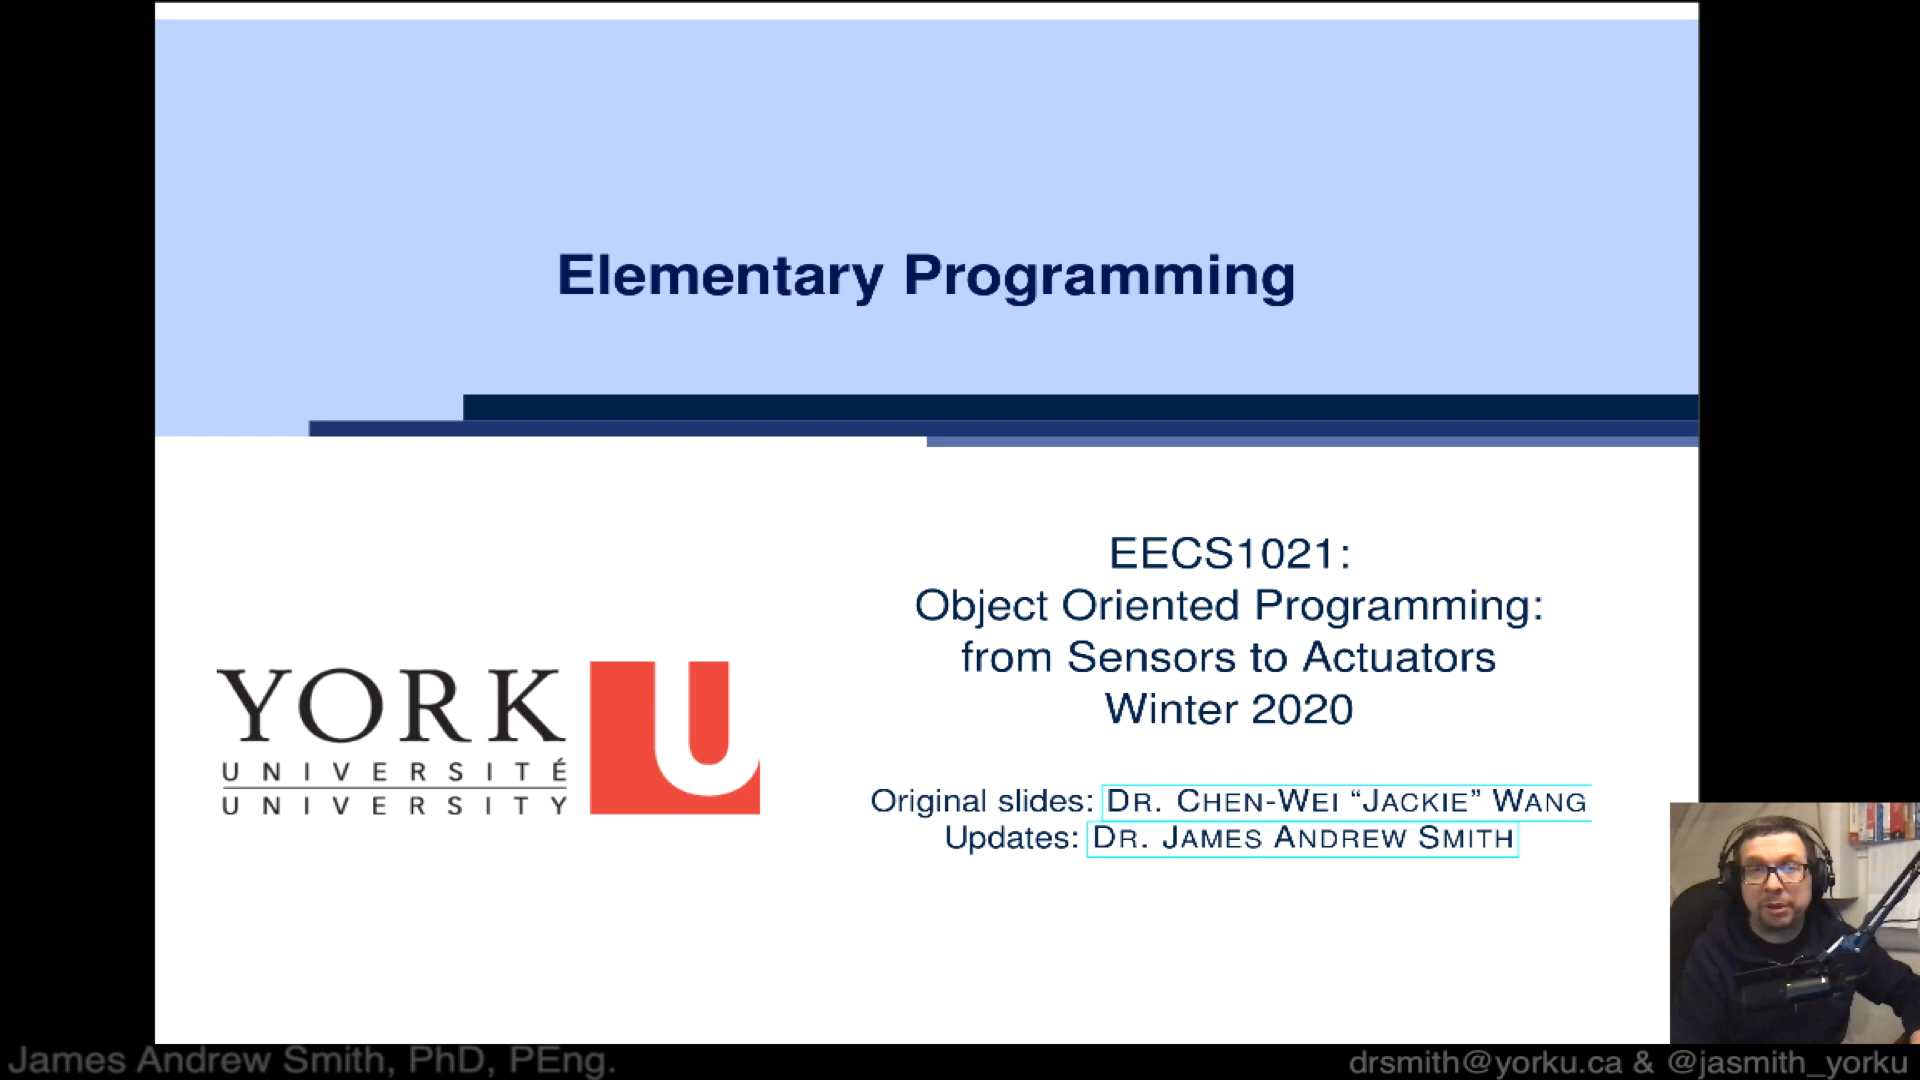 Elementary Programming
EECS1021:
Object Oriented Programming:
from Sensors to Actuators
Winter 2020
YORK
UNIVERSITÉ
UNIVERSITY
U
Original slides: DR. CHEN-WEI “JACKIE” WANG
Updates: DR. JAMES ANDREW SMITH
James Andrew Smith, PhD, PEng.
drsmith@yorku.ca & @jasmith_yorku